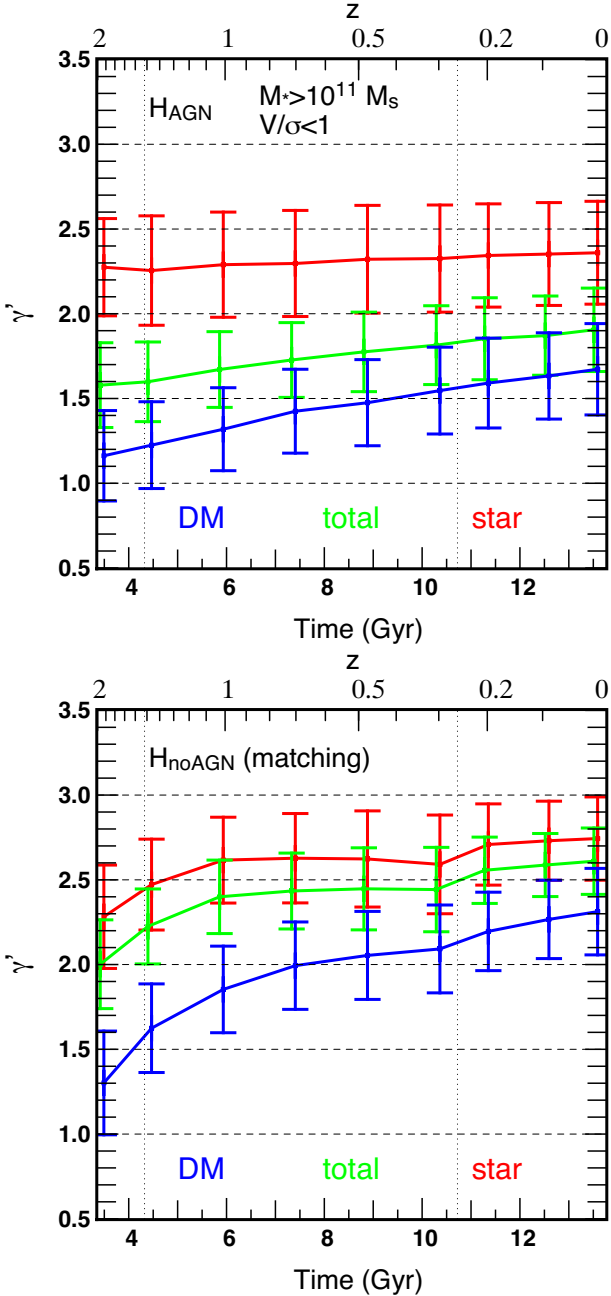 z
2 1 0.5 0.2 0
3.5
H_AGN M*>10^11 M_s
V/σ<1
3.0
2.5
2.0
γ'
1.5
1.0
DM total star
0.5
4 6 8 10 12
Time (Gyr)
z
2 1 0.5 0.2 0
3.5
H_noAGN (matching)
3.0
2.5
2.0
γ'
1.5
1.0
DM total star
0.5
4 6 8 10 12
Time (Gyr)